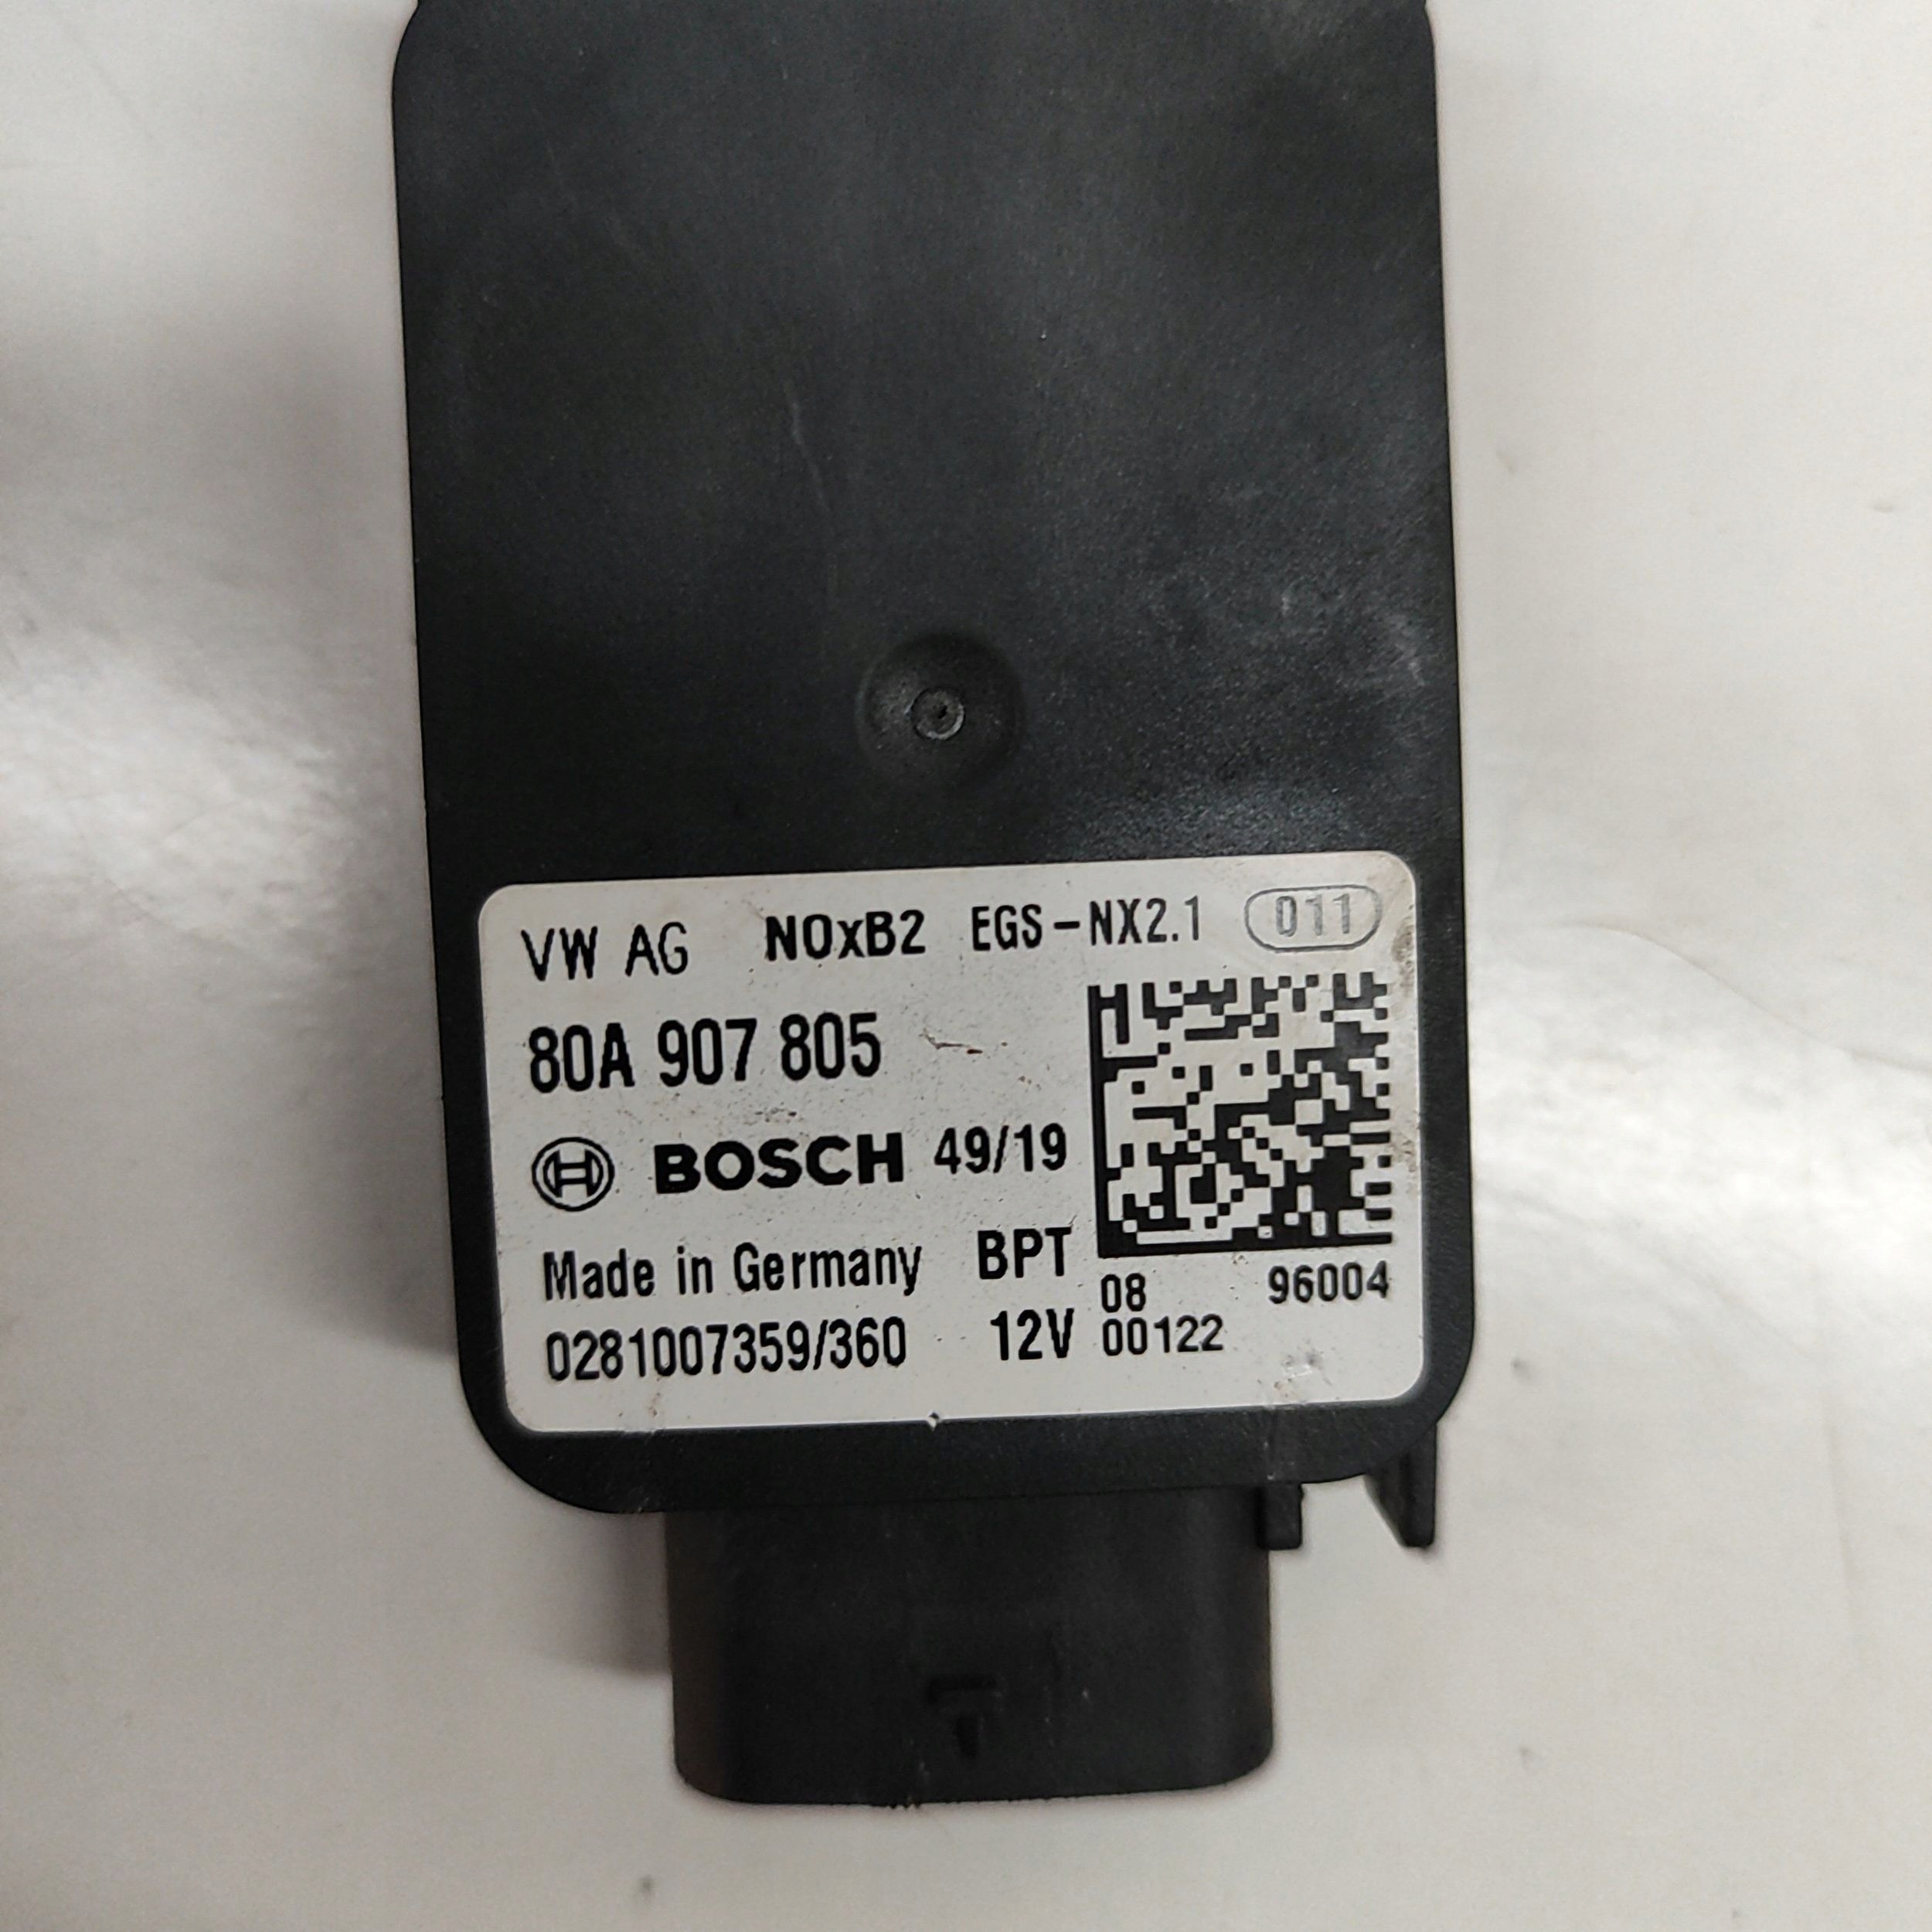 VW AG NOxB2 EGS-NX2.1 011
80A 907 805
BOSCH 49/19
Made in Germany BPT
08 96004
0281007359/360 12V 00122